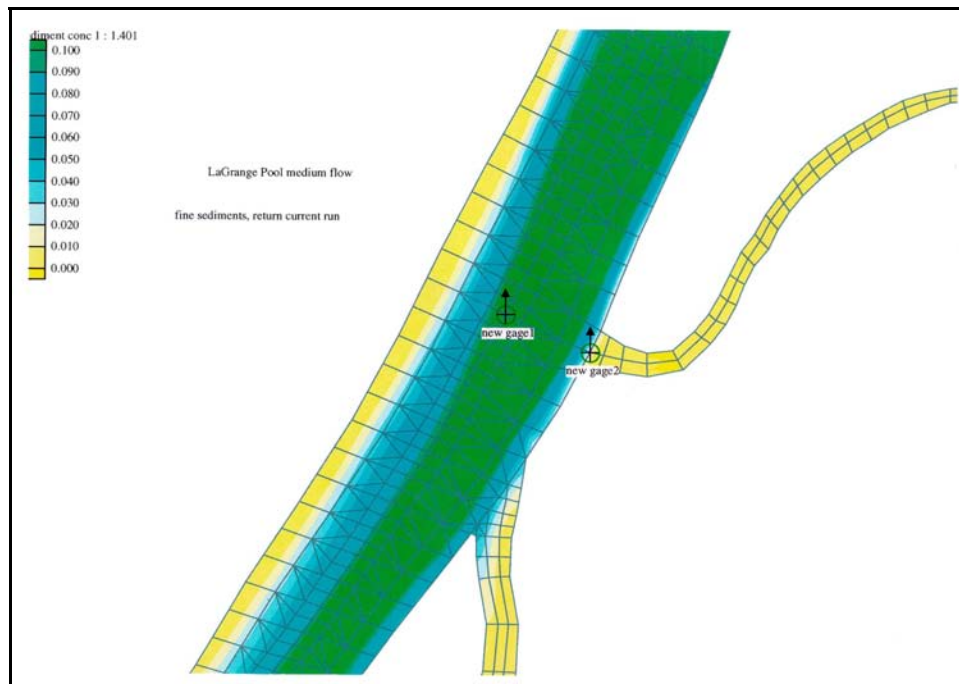 diment conc 1 : 1.401
0.100
0.090
0.080
0.070
0.060
0.050
0.040
0.030
0.020
0.010
0.000
LaGrange Pool medium flow
fine sediments, return current run
new gage1
new gage2